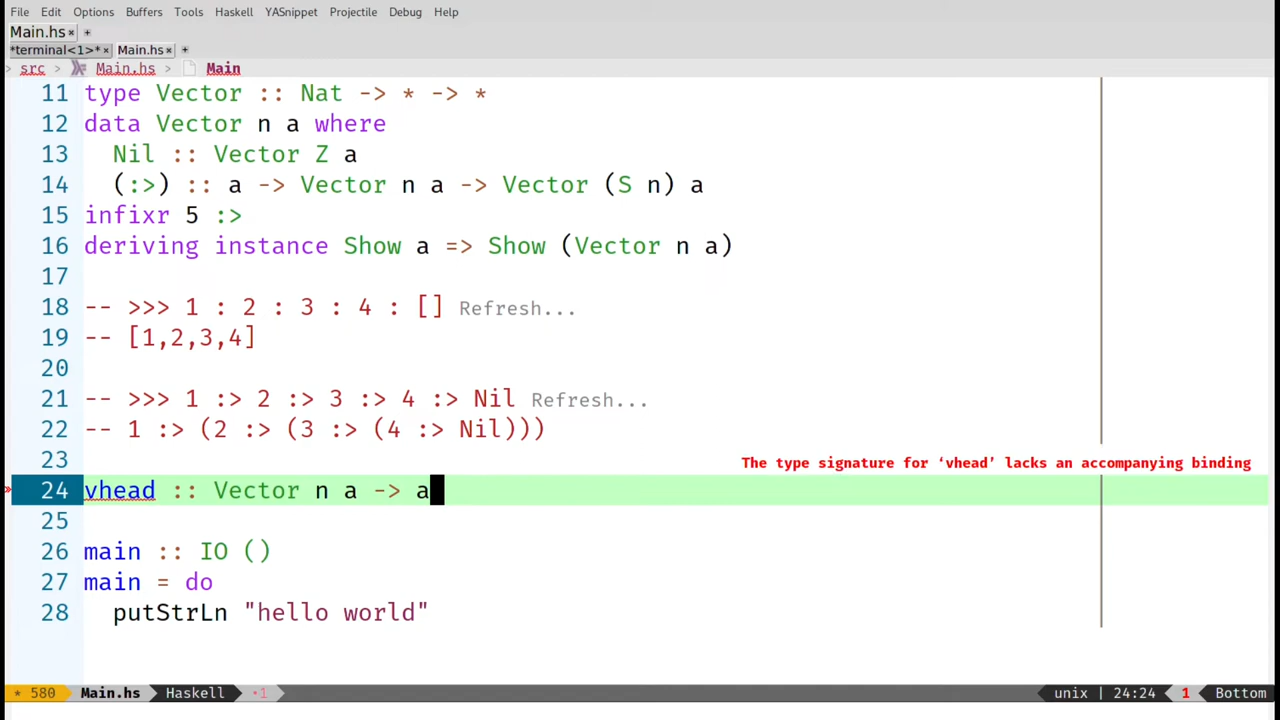 File Edit Options Buffers Tools Haskell YASnippet Projectile Debug Help
Main.hs × +
*terminal<1>* × Main.hs × +
> src > Main.hs > Main
11 type Vector :: Nat -> * -> *
12 data Vector n a where
13 Nil :: Vector Z a
14 (:>) :: a -> Vector n a -> Vector (S n) a
15 infixr 5 :>
16 deriving instance Show a => Show (Vector n a)
17
18 -- >>> 1 : 2 : 3 : 4 : [] Refresh...
19 -- [1,2,3,4]
20
21 -- >>> 1 :> 2 :> 3 :> 4 :> Nil Refresh...
22 -- 1 :> (2 :> (3 :> (4 :> Nil)))
23
The type signature for ‘vhead’ lacks an accompanying binding
» 24 vhead :: Vector n a -> a
25
26 main :: IO ()
27 main = do
28 putStrLn "hello world"
* 580 Main.hs Haskell •1 unix | 24:24 1 Bottom